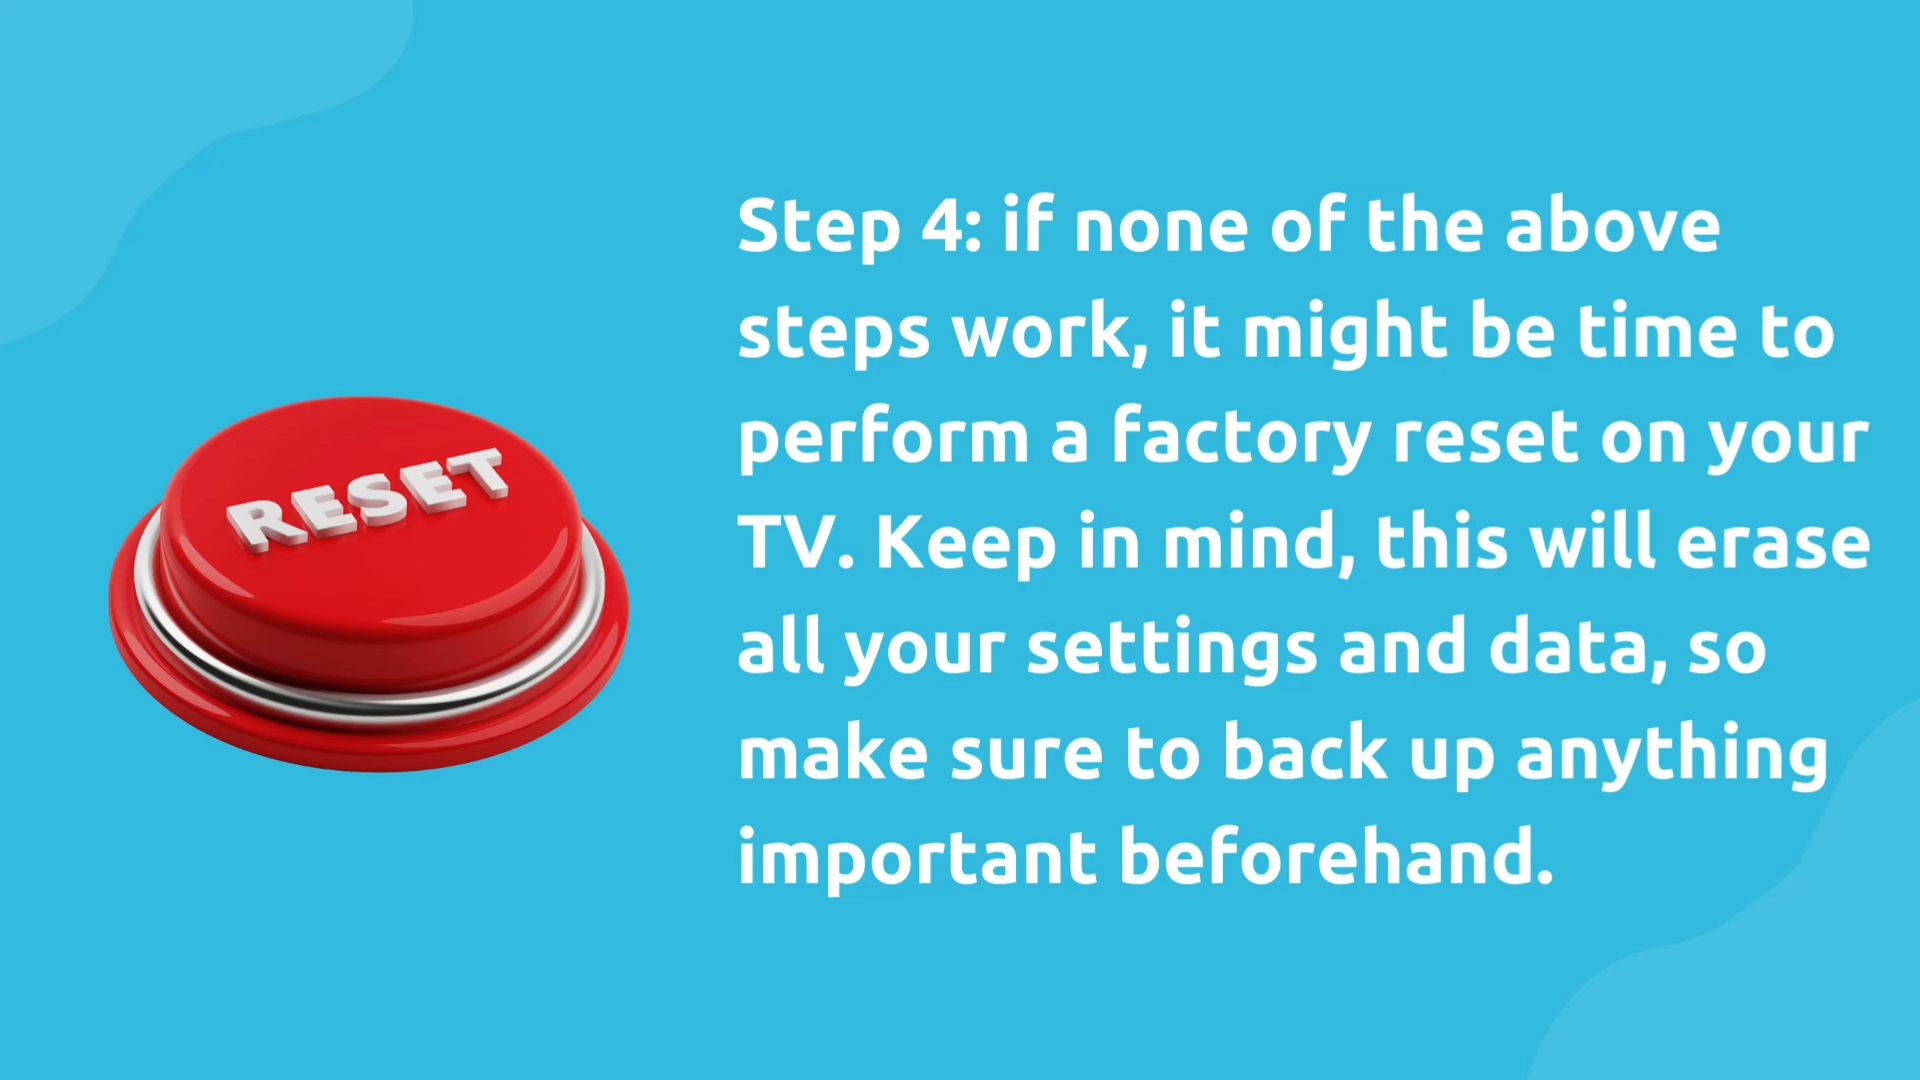 RESET
Step 4: if none of the above
steps work, it might be time to
perform a factory reset on your
TV. Keep in mind, this will erase
all your settings and data, so
make sure to back up anything
important beforehand.